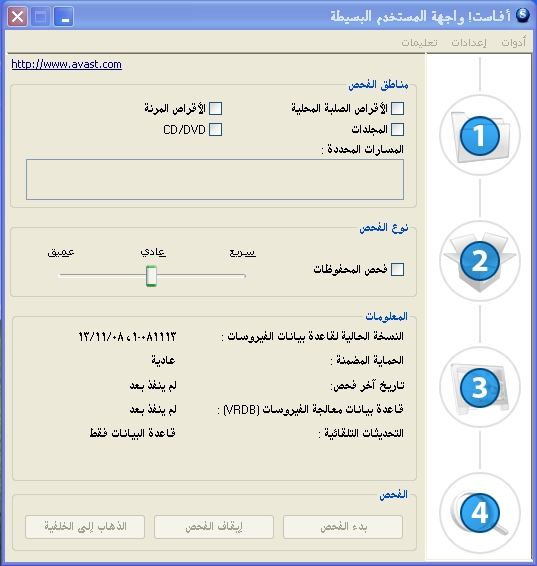 أفاست! واجهة المستخدم البسيطة
أدوات إعدادات تعليمات
http://www.avast.com
مناطق الفحص
الأقراص الصلبة المحلية الأقراص المرنة
المجلدات CD/DVD
المسارات المحددة :
نوع الفحص
سريع عادي عميق
فحص المحفوظات
المعلومات
النسخة الحالية لقاعدة بيانات الفيروسات : ٠٨١١١٣-١، ١٣/١١/٠٨
الحماية المضمنة : عادية
تاريخ آخر فحص: لم ينفذ بعد
قاعدة بيانات معالجة الفيروسات (VRDB) : لم ينفذ بعد
التحديثات التلقائية : قاعدة البيانات فقط
الفحص
بدء الفحص إيقاف الفحص الذهاب إلى الخلفية
1
2
3
4